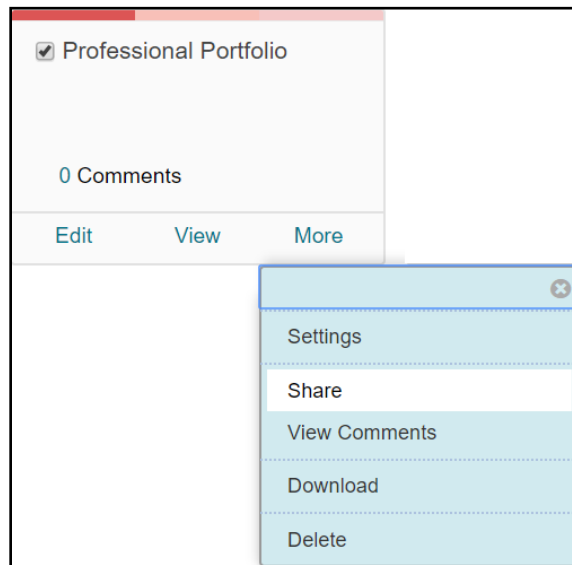 Professional Portfolio
0 Comments
Edit View More
Settings
Share
View Comments
Download
Delete